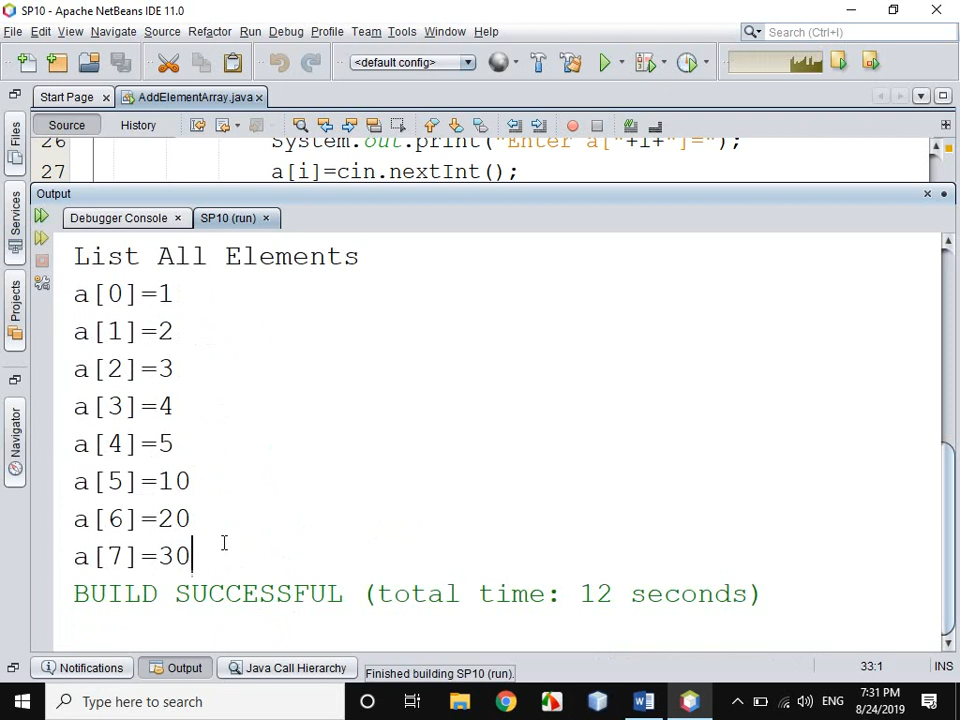 SP10 - Apache NetBeans IDE 11.0
File Edit View Navigate Source Refactor Run Debug Profile Team Tools Window Help
Search (Ctrl+I)
<default config>
Start Page
AddElementArray.java
Source
History
26 System.out.print("Enter a["+i+"]=");
27 a[i]=cin.nextInt();
Output
Debugger Console
SP10 (run)
Files
Services
Projects
Navigator
List All Elements
a[0]=1
a[1]=2
a[2]=3
a[3]=4
a[4]=5
a[5]=10
a[6]=20
a[7]=30
BUILD SUCCESSFUL (total time: 12 seconds)
Notifications
Output
Java Call Hierarchy
Finished building SP10 (run).
33:1
INS
Type here to search
ENG
7:31 PM
8/24/2019